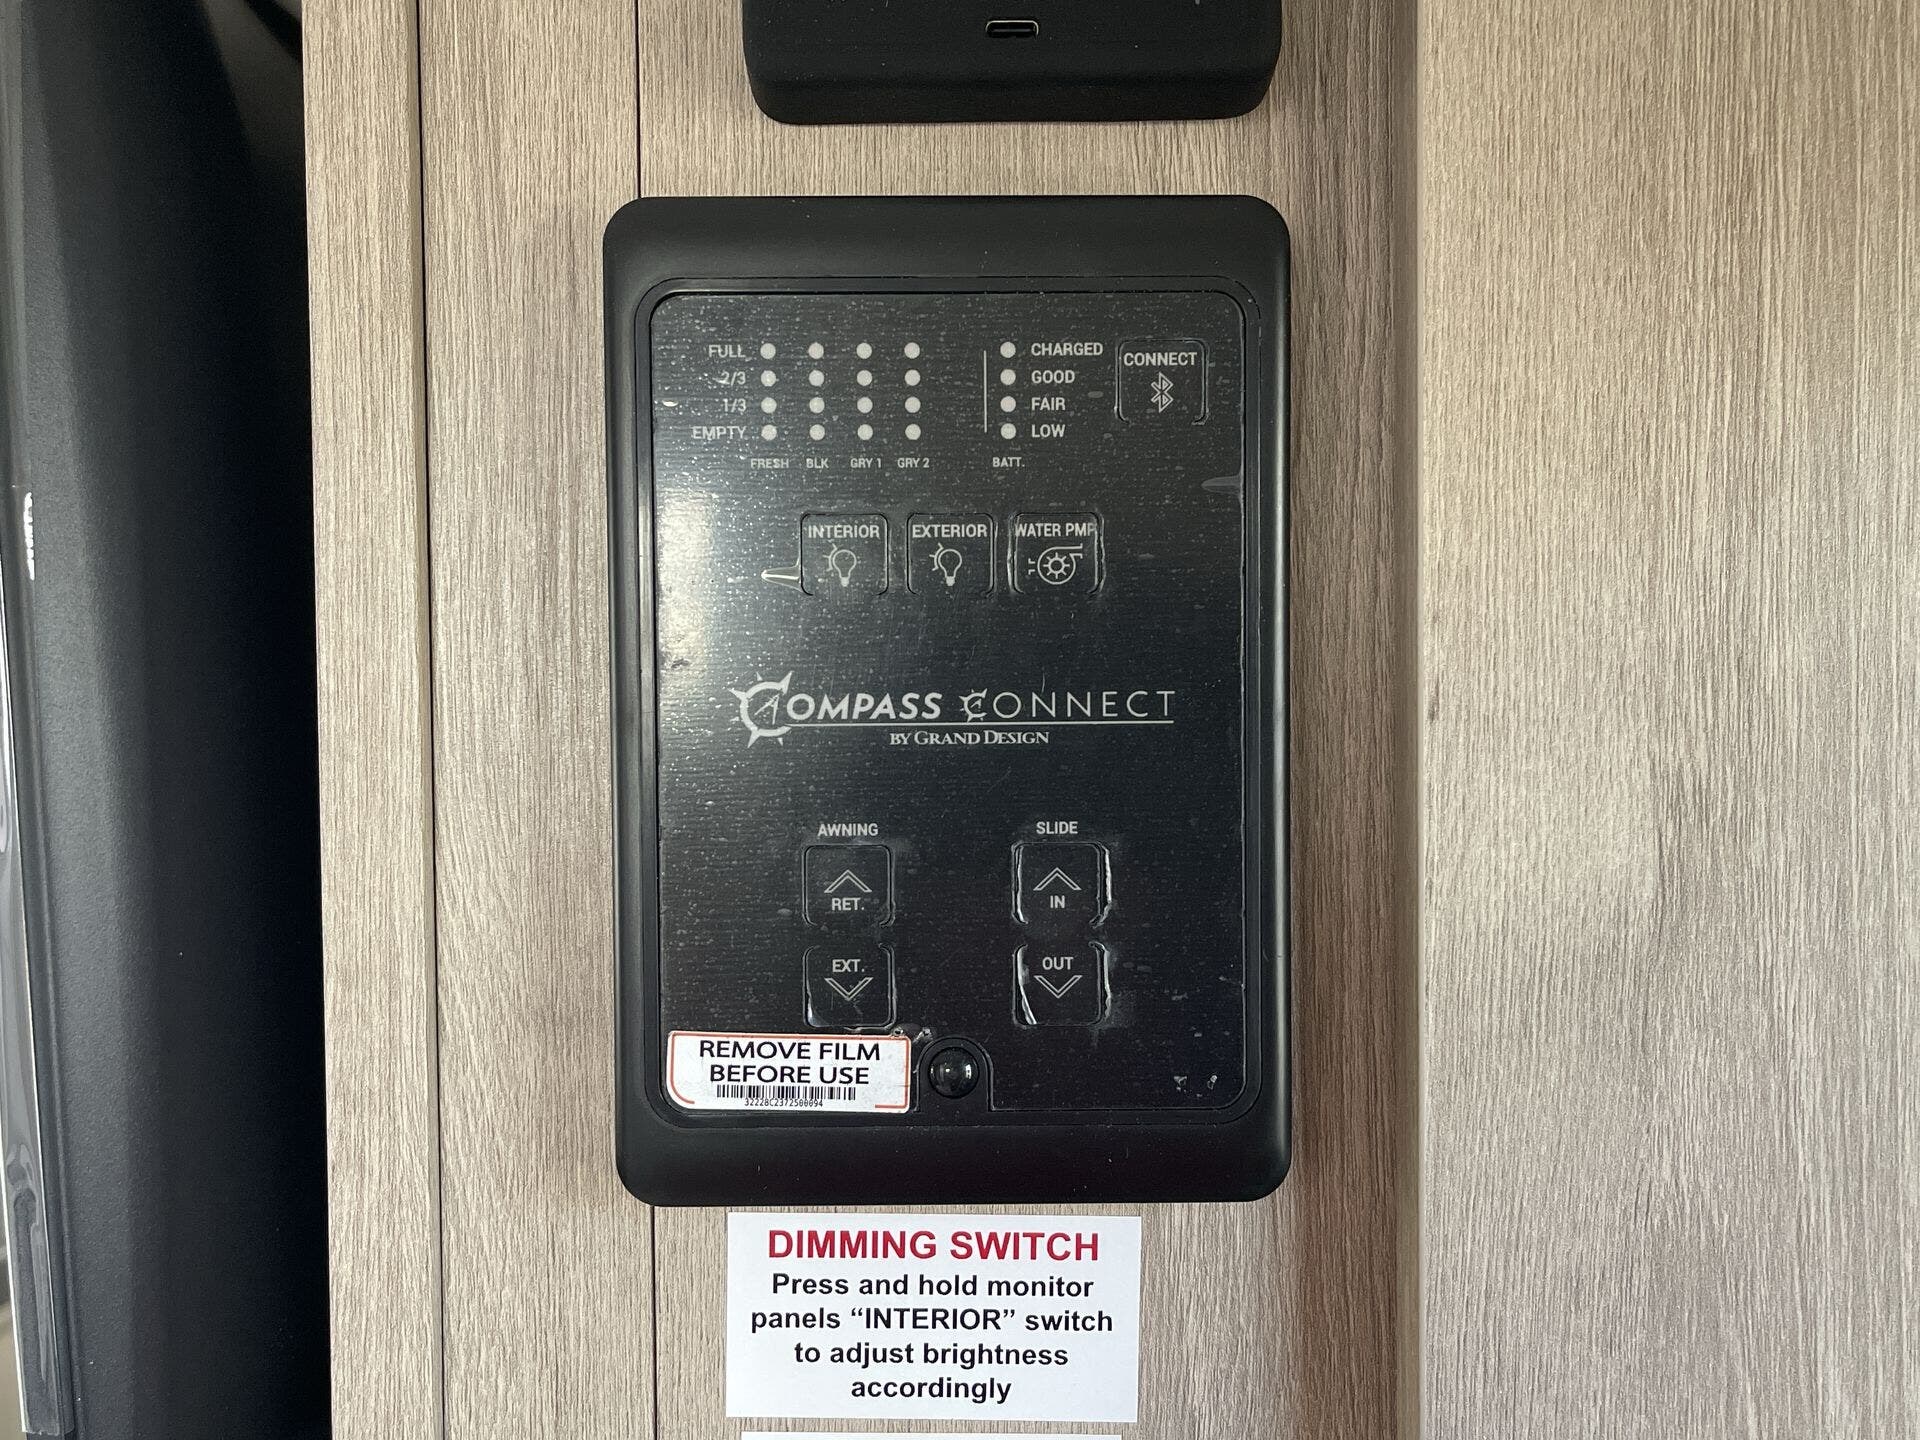 FULL
CHARGED
CONNECT
2/3
GOOD
1/3
FAIR
EMPTY
LOW
FRESH BLK GRY 1 GRY 2 BATT.
INTERIOR EXTERIOR WATER PMP
COMPASS CONNECT
BY GRAND DESIGN
AWNING SLIDE
RET. IN
EXT. OUT
REMOVE FILM
BEFORE USE
32228C2372500094
DIMMING SWITCH
Press and hold monitor
panels “INTERIOR” switch
to adjust brightness
accordingly